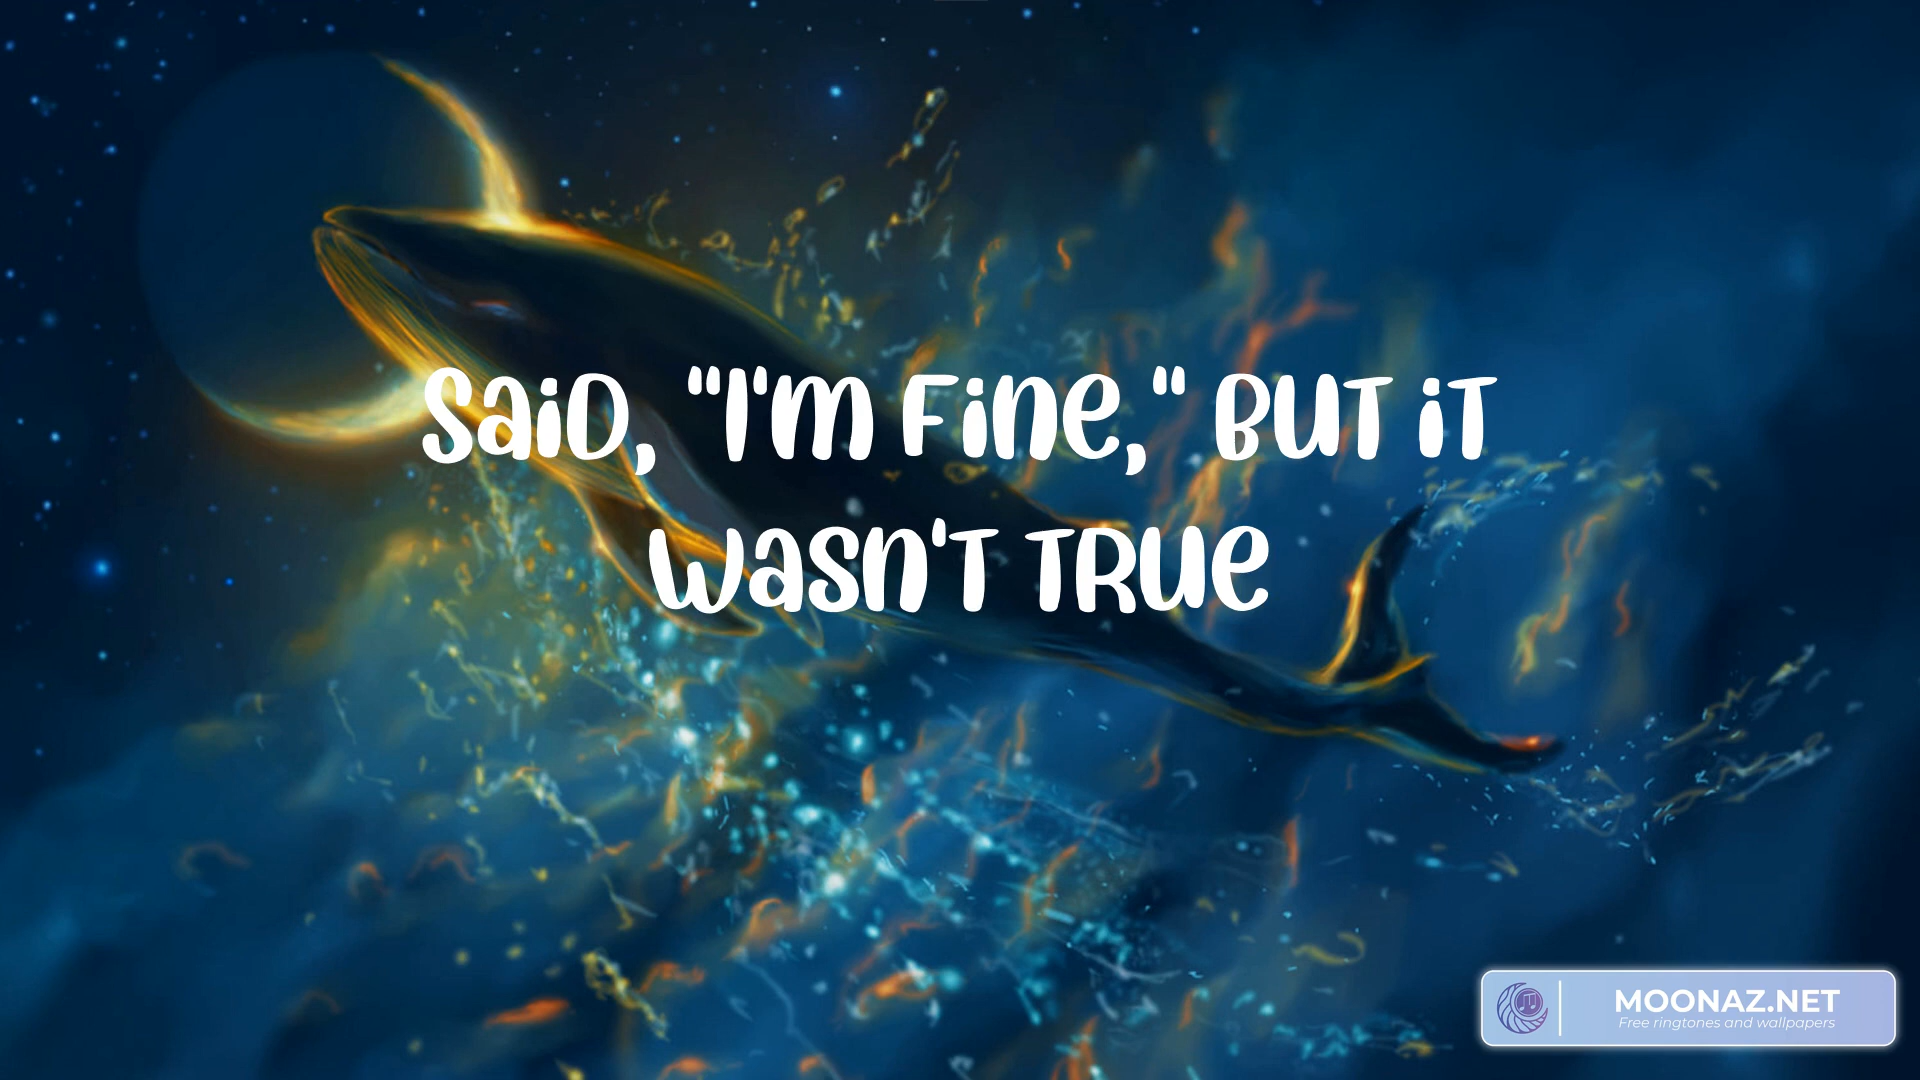 Said, "I'm Fine," But it
wasn't True
MOONAZ.NET
Free ringtones and wallpapers